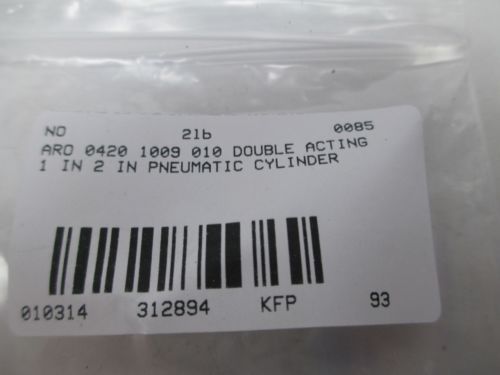 NO 21b 0085
ARO 0420 1009 010 DOUBLE ACTING
1 IN 2 IN PNEUMATIC CYLINDER
010314 312894 KFP 93